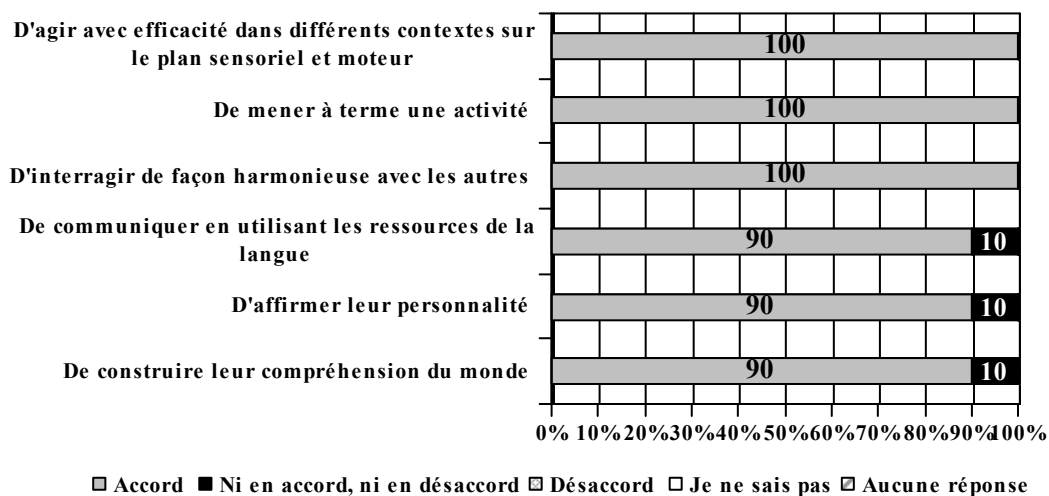 D'agir avec efficacité dans différents contextes sur
le plan sensoriel et moteur
100
De mener à terme une activité
100
D'interragir de façon harmonieuse avec les autres
100
De communiquer en utilisant les ressources de la
langue
90 10
D'affirmer leur personnalité
90 10
De construire leur compréhension du monde
90 10
0% 10% 20% 30% 40% 50% 60% 70% 80% 90% 100%
Accord Ni en accord, ni en désaccord Désaccord Je ne sais pas Aucune réponse